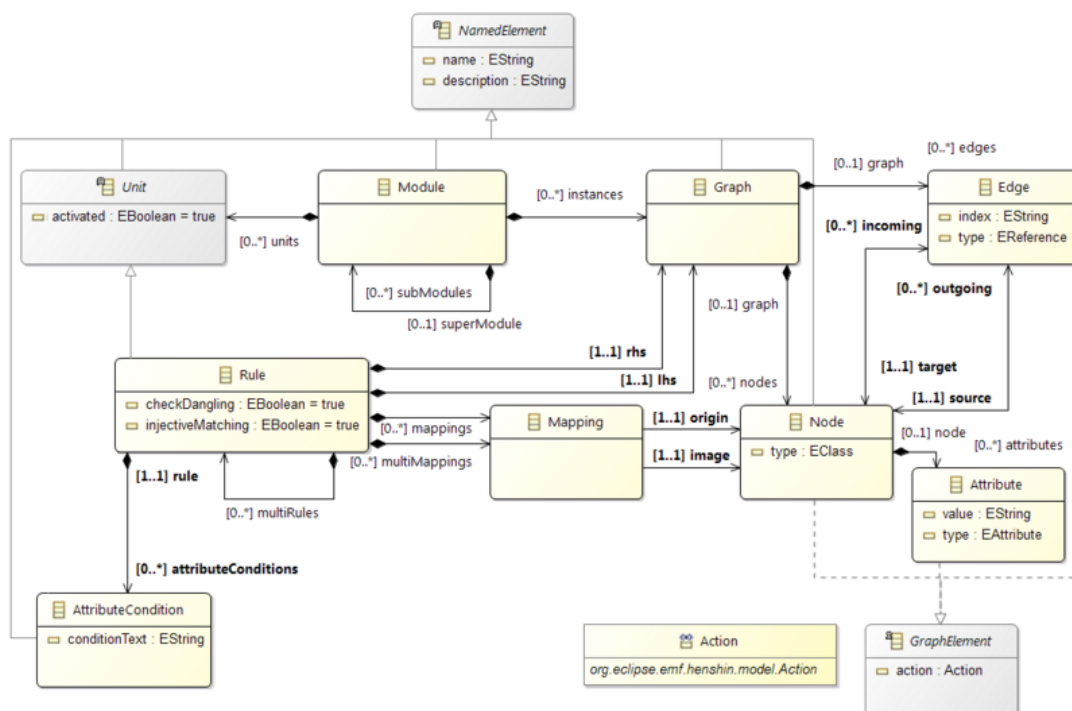 NamedElement
name : EString
description : EString
[0..1] graph
[0..*] edges
Unit
activated : EBoolean = true
Module
[0..*] instances
Graph
Edge
index : EString
type : EReference
[0..*] units
[0..*] incoming
[0..*] subModules
[0..1] superModule
[0..1] graph
[0..*] outgoing
[1..1] rhs
[1..1] lhs
[1..1] target
[1..1] source
Rule
checkDangling : EBoolean = true
injectiveMatching : EBoolean = true
[0..*] nodes
[0..*] mappings
[0..*] multiMappings
Mapping
[1..1] origin
[1..1] image
Node
type : EClass
[0..1] node
[0..*] attributes
[1..1] rule
[0..*] multiRules
Attribute
value : EString
type : EAttribute
[0..*] attributeConditions
AttributeCondition
conditionText : EString
Action
org.eclipse.emf.henshin.model.Action
GraphElement
action : Action